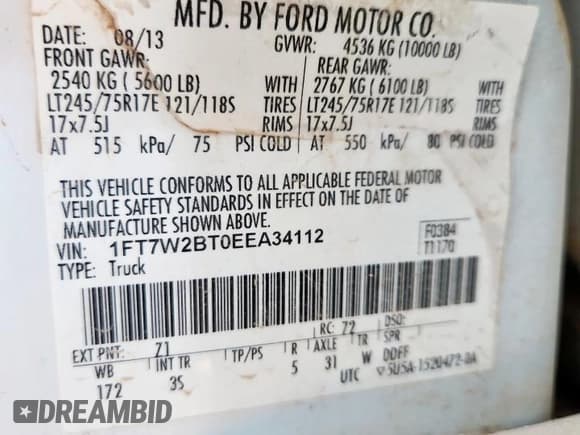 MFD. BY FORD MOTOR CO.
DATE: 08/13 GVWR: 4536 KG (10000 LB)
FRONT GAWR: REAR GAWR:
2540 KG ( 5600 LB) WITH 2767 KG ( 6100 LB) WITH
LT245/75R17E 121/118S TIRES LT245/75R17E 121/118S TIRES
17x7.5J RIMS 17x7.5J RIMS
AT 515 kPa/ 75 PSI COLD AT 550 kPa/ 80 PSI COLD
THIS VEHICLE CONFORMS TO ALL APPLICABLE FEDERAL MOTOR
VEHICLE SAFETY STANDARDS IN EFFECT ON THE DATE OF
MANUFACTURE SHOWN ABOVE.
VIN: 1FT7W2BT0EEA34112 F0384
TYPE: Truck T1170
EXT PNT: Z1 RC: 72 DSO:
WB INT TR TP/PS R AXLE TR SPR
172 3S 5 31 W DDFF
UTC 5U5A-1520472-DA
DREAMBID